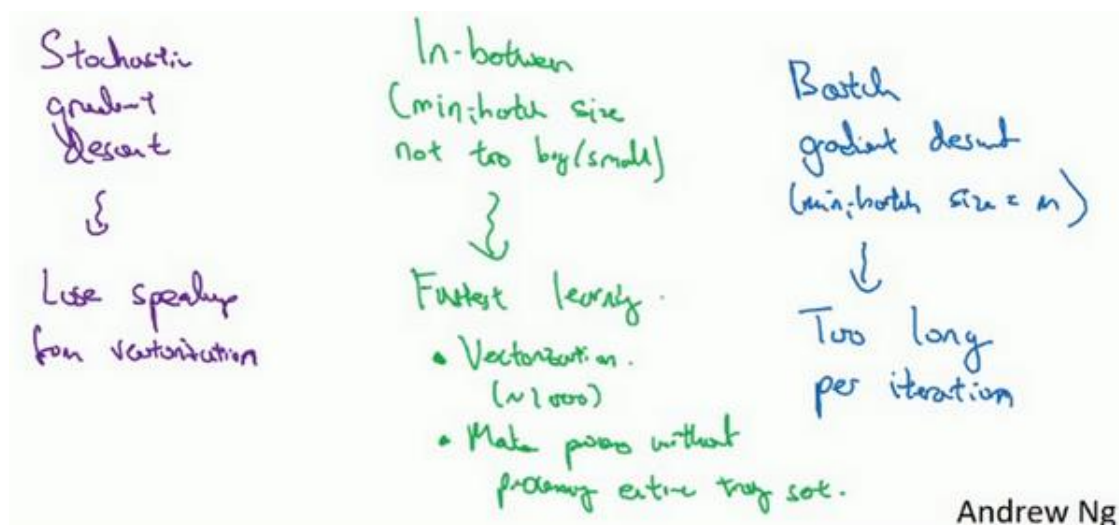 Stochastic
gradient
descent
Lose speedup
from vectorization
In-between
(mini-batch size
not too big/small)
Fastest learning.
• Vectorization.
(~1000)
• Make progress without
processing entire training set.
Batch
gradient descent
(mini-batch size = m)
Too long
per iteration
Andrew Ng